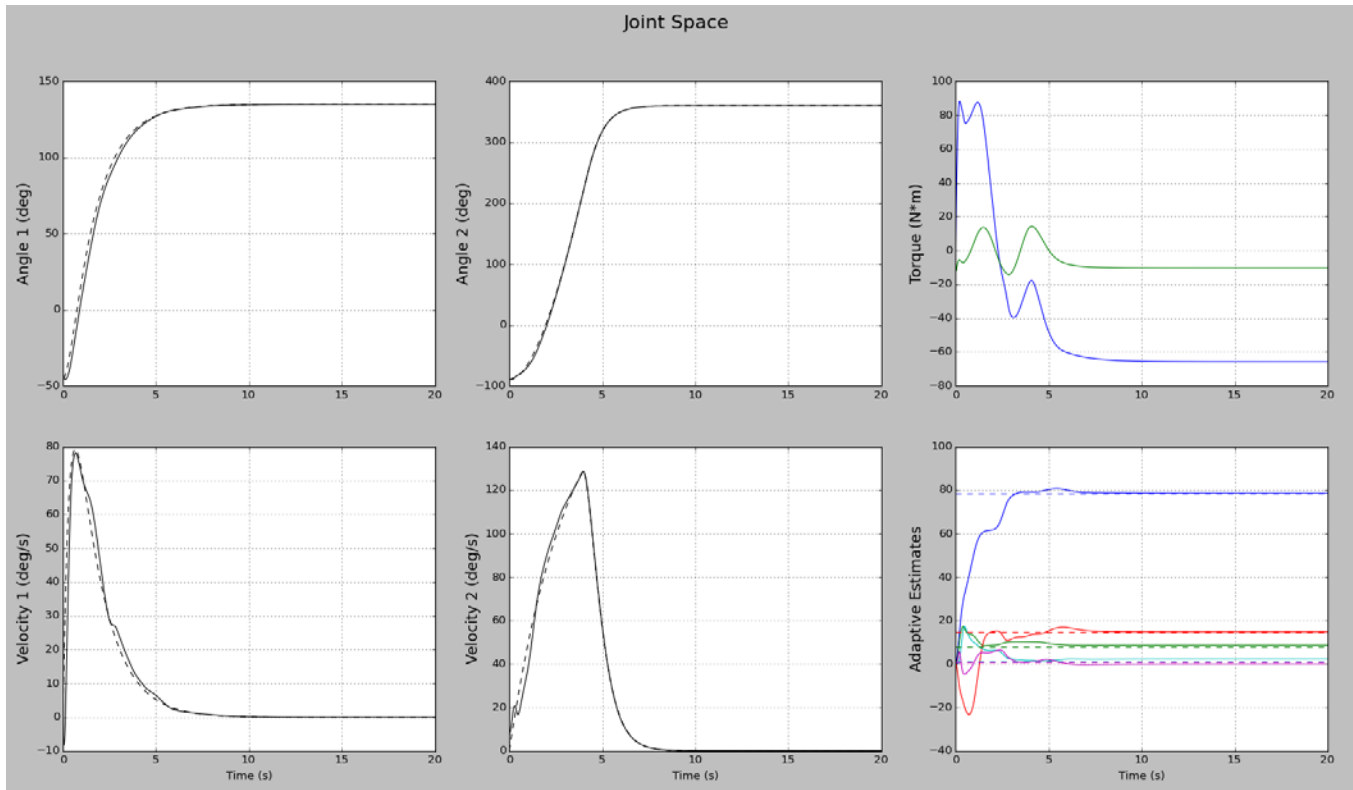 Joint Space
Angle 1 (deg)
150
100
50
0
−50
0 5 10 15 20
Angle 2 (deg)
400
300
200
100
0
−100
0 5 10 15 20
Torque (N*m)
100
80
60
40
20
0
−20
−40
−60
−80
0 5 10 15 20
Velocity 1 (deg/s)
80
70
60
50
40
30
20
10
0
−10
0 5 10 15 20
Time (s)
Velocity 2 (deg/s)
140
120
100
80
60
40
20
0
0 5 10 15 20
Time (s)
Adaptive Estimates
100
80
60
40
20
0
−20
−40
0 5 10 15 20
Time (s)